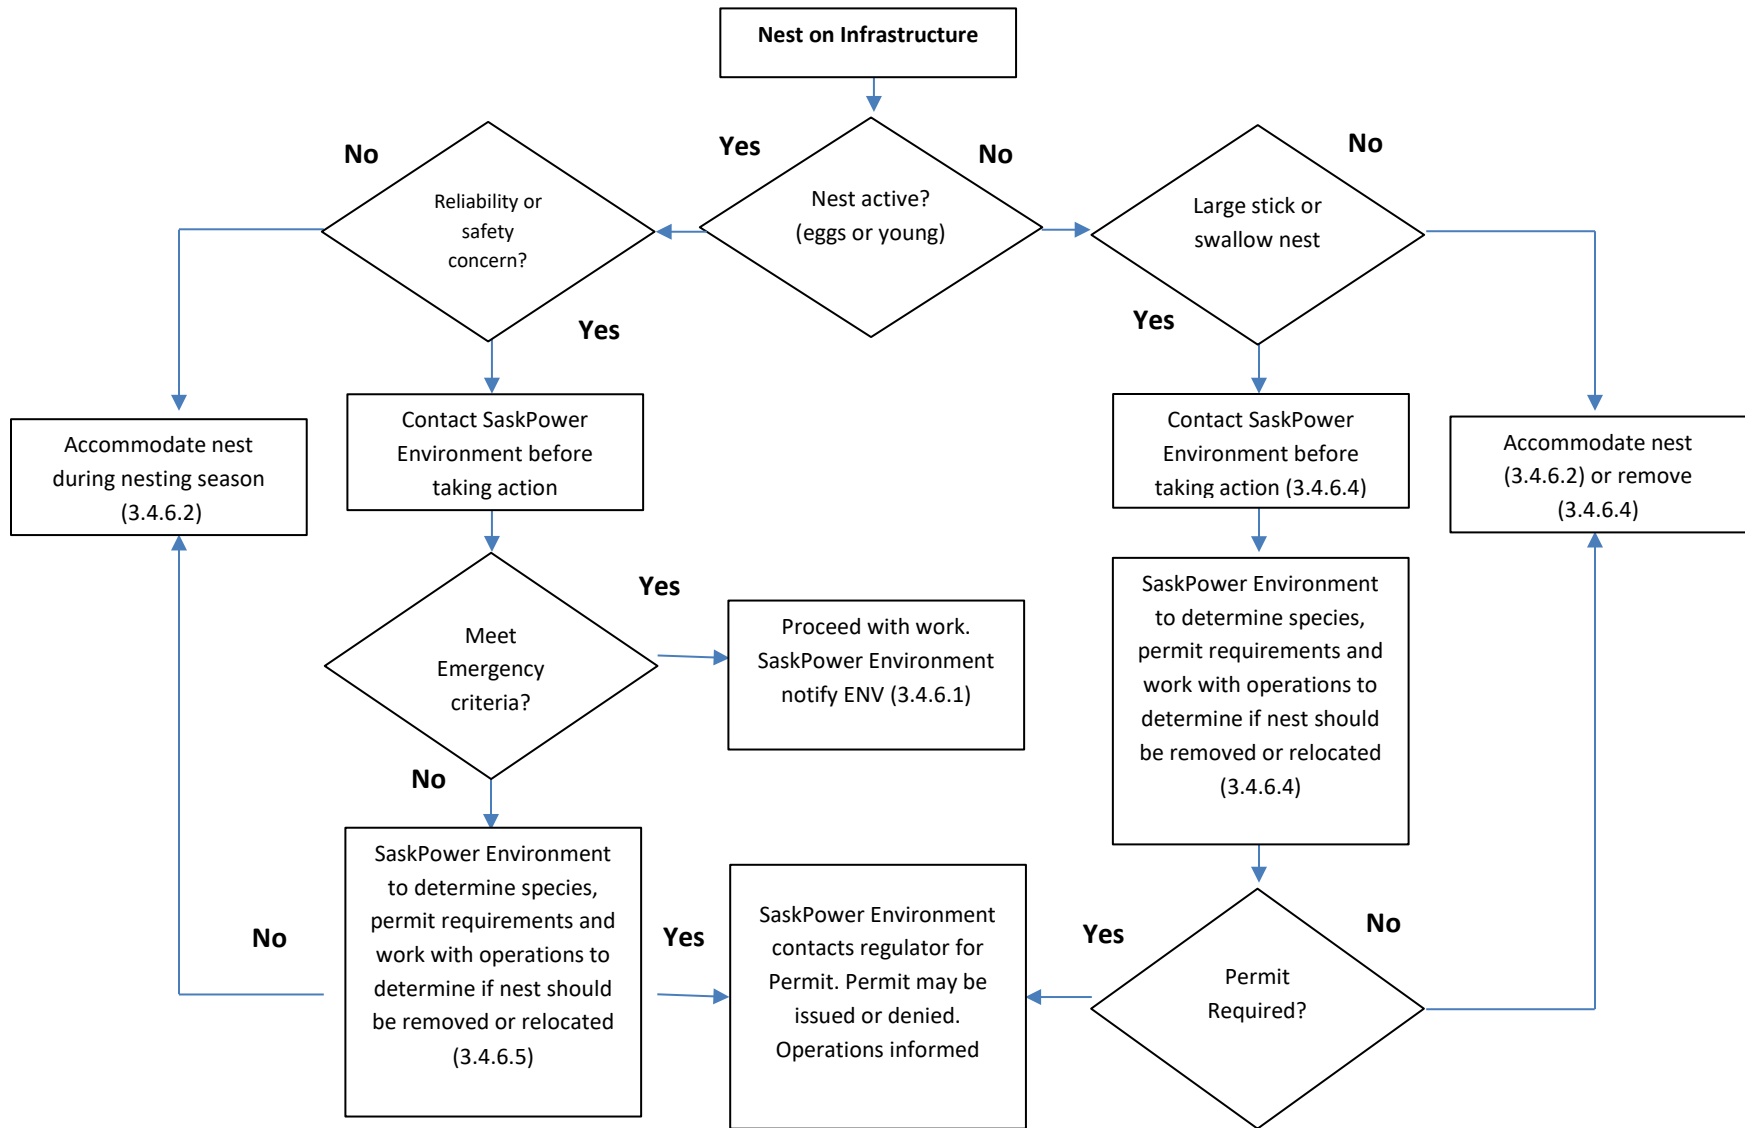 Nest on Infrastructure
Yes
No
No
No
Reliability or
safety
concern?
Nest active?
(eggs or young)
Large stick or
swallow nest
Yes
Yes
Accommodate nest
during nesting season
(3.4.6.2)
Contact SaskPower
Environment before
taking action
Contact SaskPower
Environment before
taking action (3.4.6.4)
Accommodate nest
(3.4.6.2) or remove
(3.4.6.4)
Meet
Emergency
criteria?
Yes
Proceed with work.
SaskPower Environment
notify ENV (3.4.6.1)
SaskPower Environment
to determine species,
permit requirements and
work with operations to
determine if nest should
be removed or relocated
(3.4.6.4)
No
SaskPower Environment
to determine species,
permit requirements and
work with operations to
determine if nest should
be removed or relocated
(3.4.6.5)
No
Yes
SaskPower Environment
contacts regulator for
Permit. Permit may be
issued or denied.
Operations informed
Yes
No
Permit
Required?